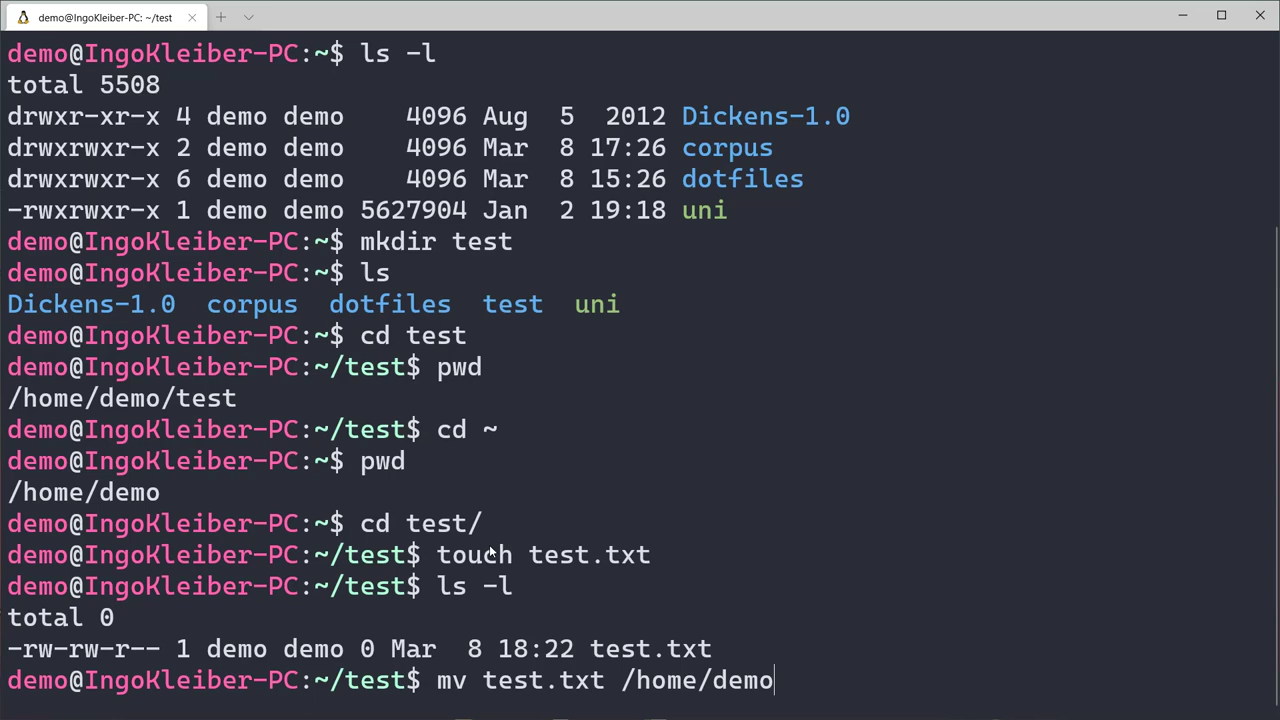 demo@IngoKleiber-PC: ~/test
demo@IngoKleiber-PC:~$ ls -l
total 5508
drwxr-xr-x 4 demo demo    4096 Aug  5  2012 Dickens-1.0
drwxrwxr-x 2 demo demo    4096 Mar  8 17:26 corpus
drwxrwxr-x 6 demo demo    4096 Mar  8 15:26 dotfiles
-rwxrwxr-x 1 demo demo 5627904 Jan  2 19:18 uni
demo@IngoKleiber-PC:~$ mkdir test
demo@IngoKleiber-PC:~$ ls
Dickens-1.0  corpus  dotfiles  test  uni
demo@IngoKleiber-PC:~$ cd test
demo@IngoKleiber-PC:~/test$ pwd
/home/demo/test
demo@IngoKleiber-PC:~/test$ cd ~
demo@IngoKleiber-PC:~$ pwd
/home/demo
demo@IngoKleiber-PC:~$ cd test/
demo@IngoKleiber-PC:~/test$ touch test.txt
demo@IngoKleiber-PC:~/test$ ls -l
total 0
-rw-rw-r-- 1 demo demo 0 Mar  8 18:22 test.txt
demo@IngoKleiber-PC:~/test$ mv test.txt /home/demo